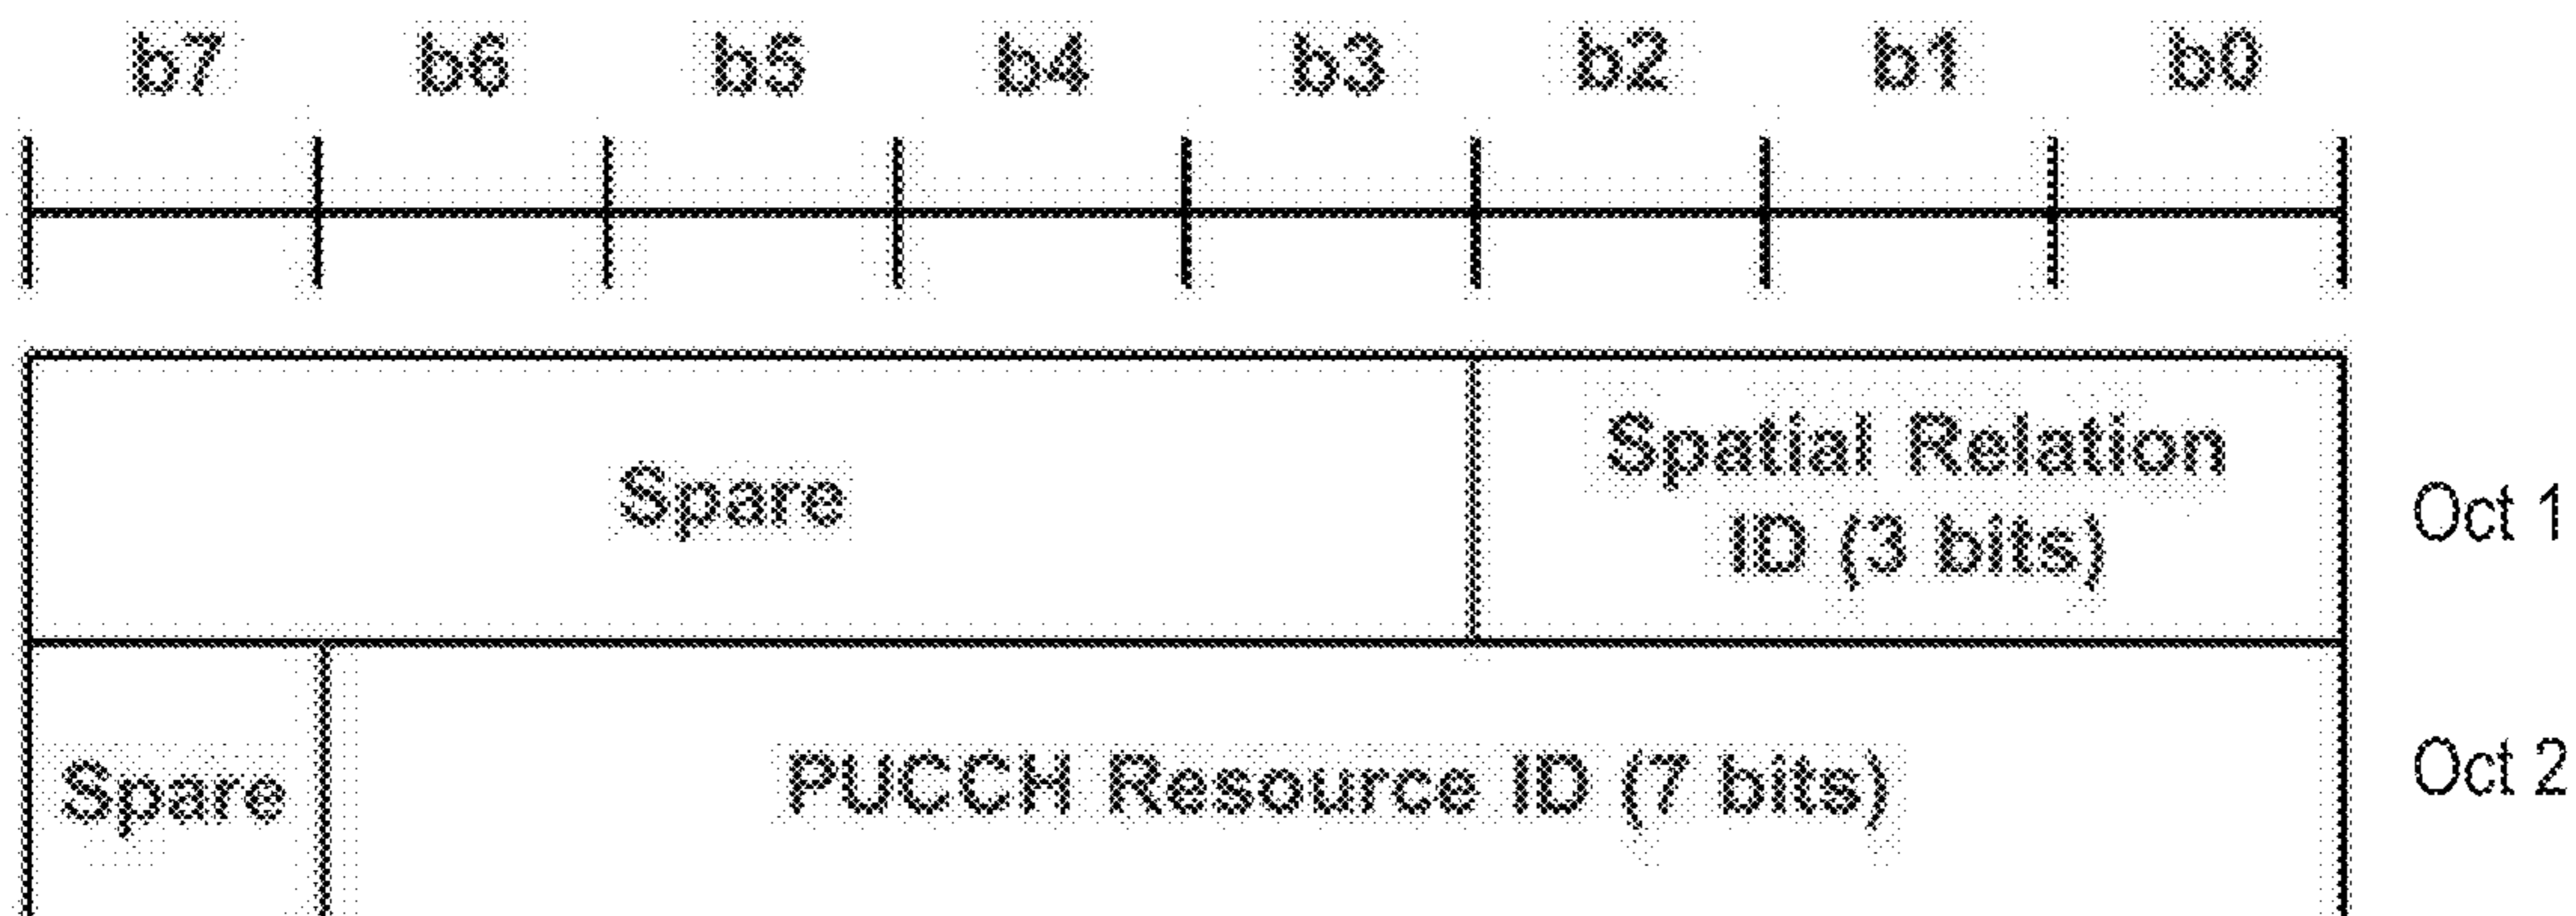 b7 b6 b5 b4 b3 b2 b1 b0
Spare
Spatial Relation
ID (3 bits)
Oct 1
Spare
PUCCH Resource ID (7 bits)
Oct 2